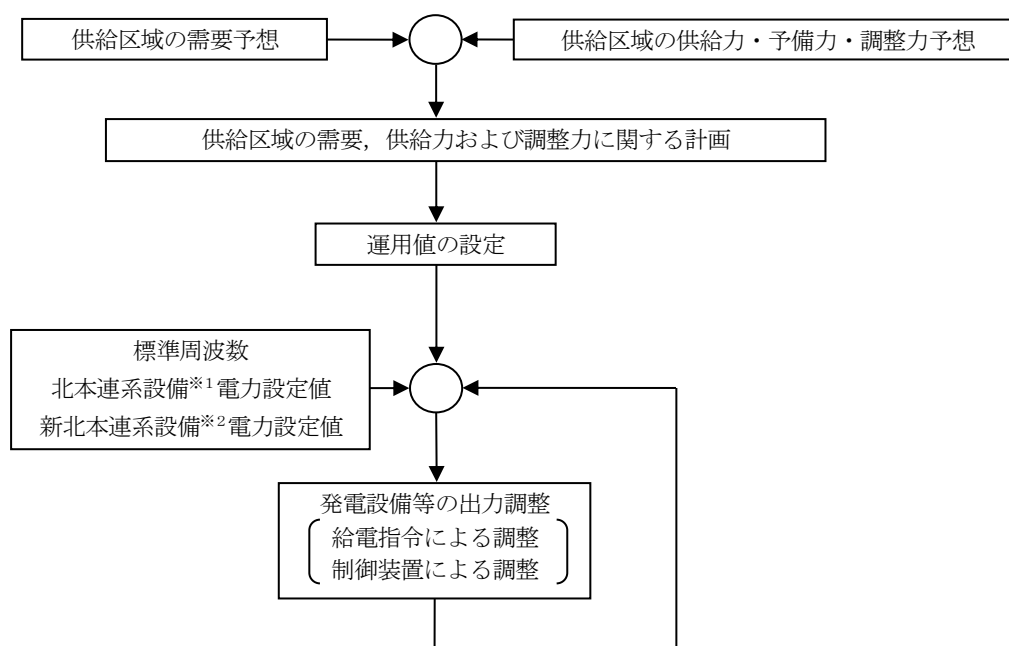 供給区域の需要予想
供給区域の供給力・予備力・調整力予想
供給区域の需要，供給力および調整力に関する計画
運用値の設定
標準周波数
北本連系設備※1電力設定値
新北本連系設備※2電力設定値
発電設備等の出力調整
給電指令による調整
制御装置による調整